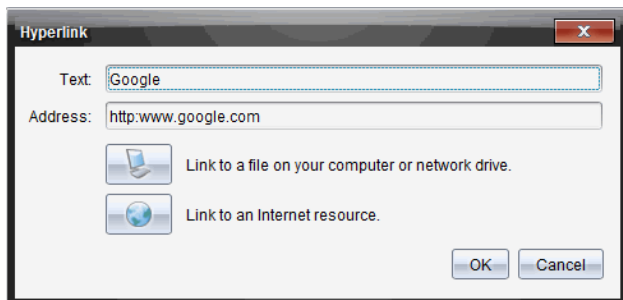 Hyperlink
Text: Google
Address: http:www.google.com
Link to a file on your computer or network drive.
Link to an Internet resource.
OK Cancel